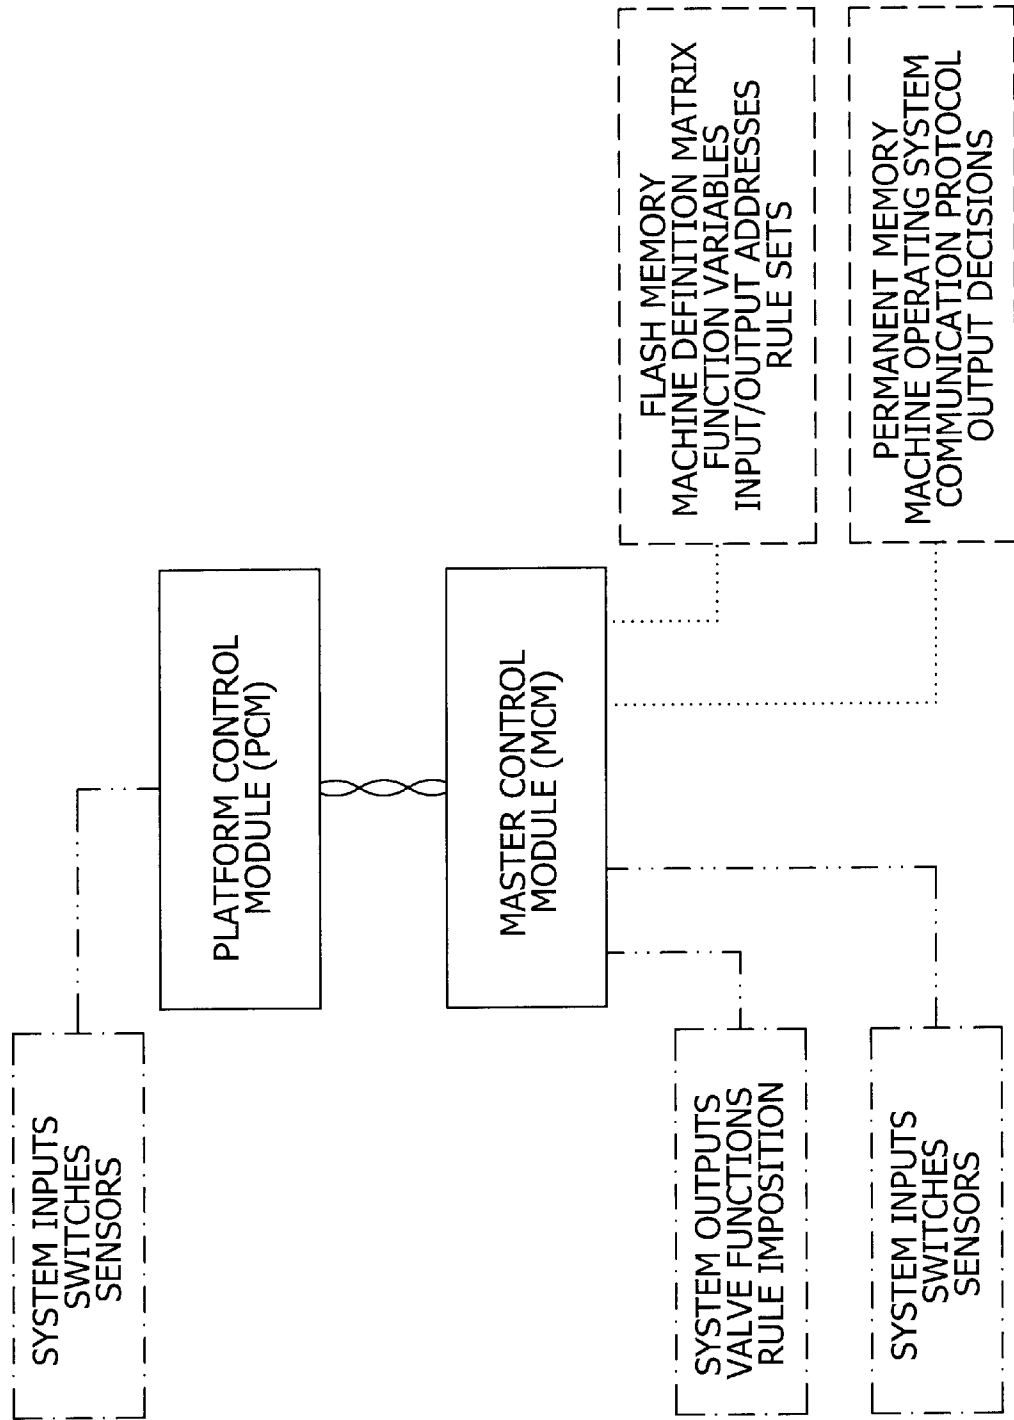 SYSTEM INPUTS
SWITCHES
SENSORS
PLATFORM CONTROL
MODULE (PCM)
MASTER CONTROL
MODULE (MCM)
SYSTEM OUTPUTS
VALVE FUNCTIONS
RULE IMPOSITION
SYSTEM INPUTS
SWITCHES
SENSORS
FLASH MEMORY
MACHINE DEFINITION MATRIX
FUNCTION VARIABLES
INPUT/OUTPUT ADDRESSES
RULE SETS
PERMANENT MEMORY
MACHINE OPERATING SYSTEM
COMMUNICATION PROTOCOL
OUTPUT DECISIONS